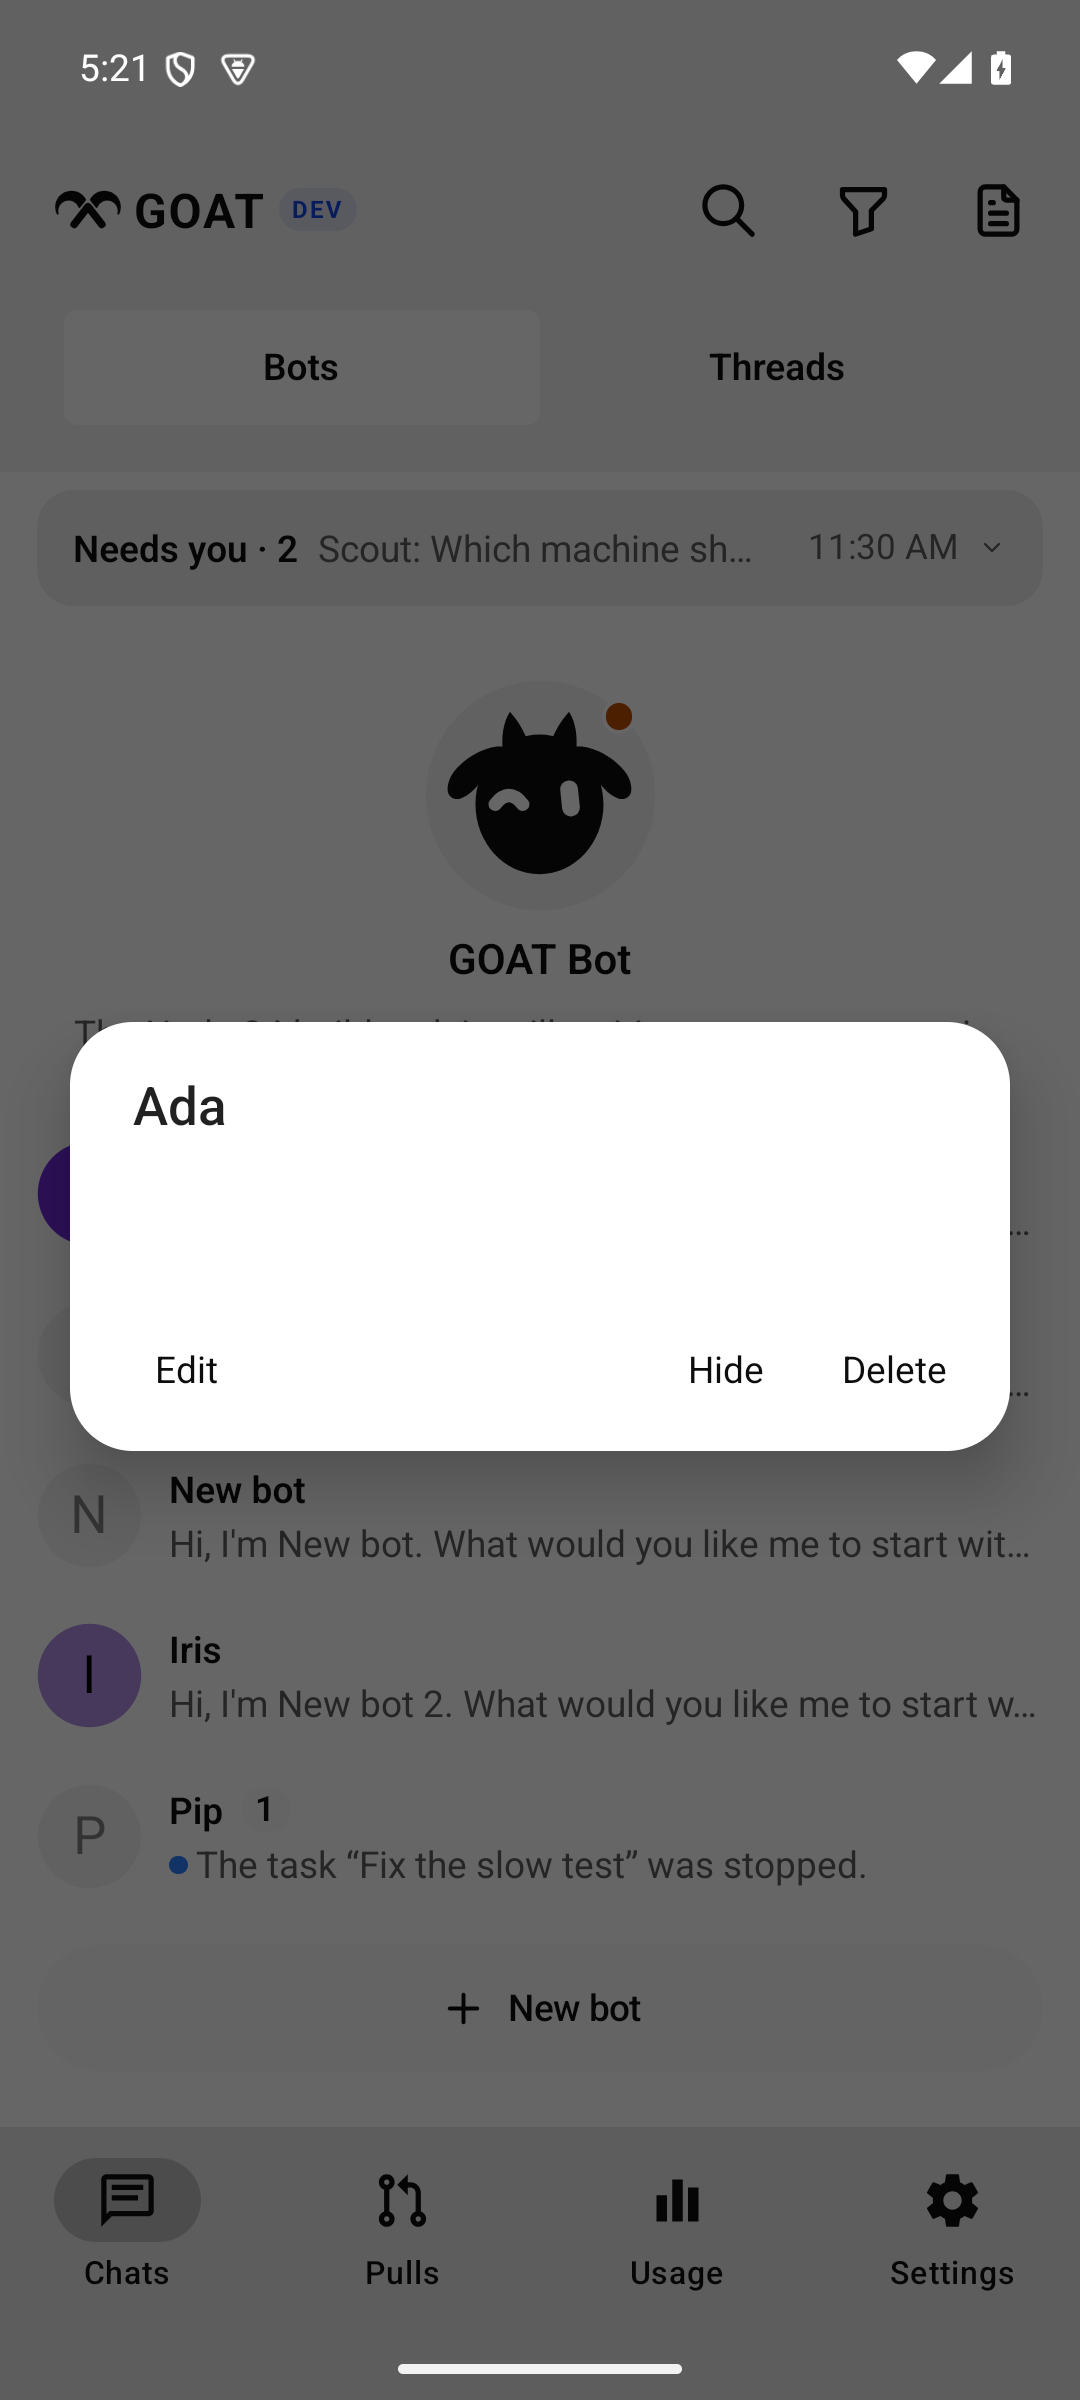 5:21
GOAT DEV
Bots Threads
Needs you · 2 Scout: Which machine sh… 11:30 AM
GOAT Bot
Ada
Edit Hide Delete
N
New bot
Hi, I'm New bot. What would you like me to start wit…
I
Iris
Hi, I'm New bot 2. What would you like me to start w…
P
Pip 1
The task “Fix the slow test” was stopped.
+ New bot
Chats Pulls Usage Settings